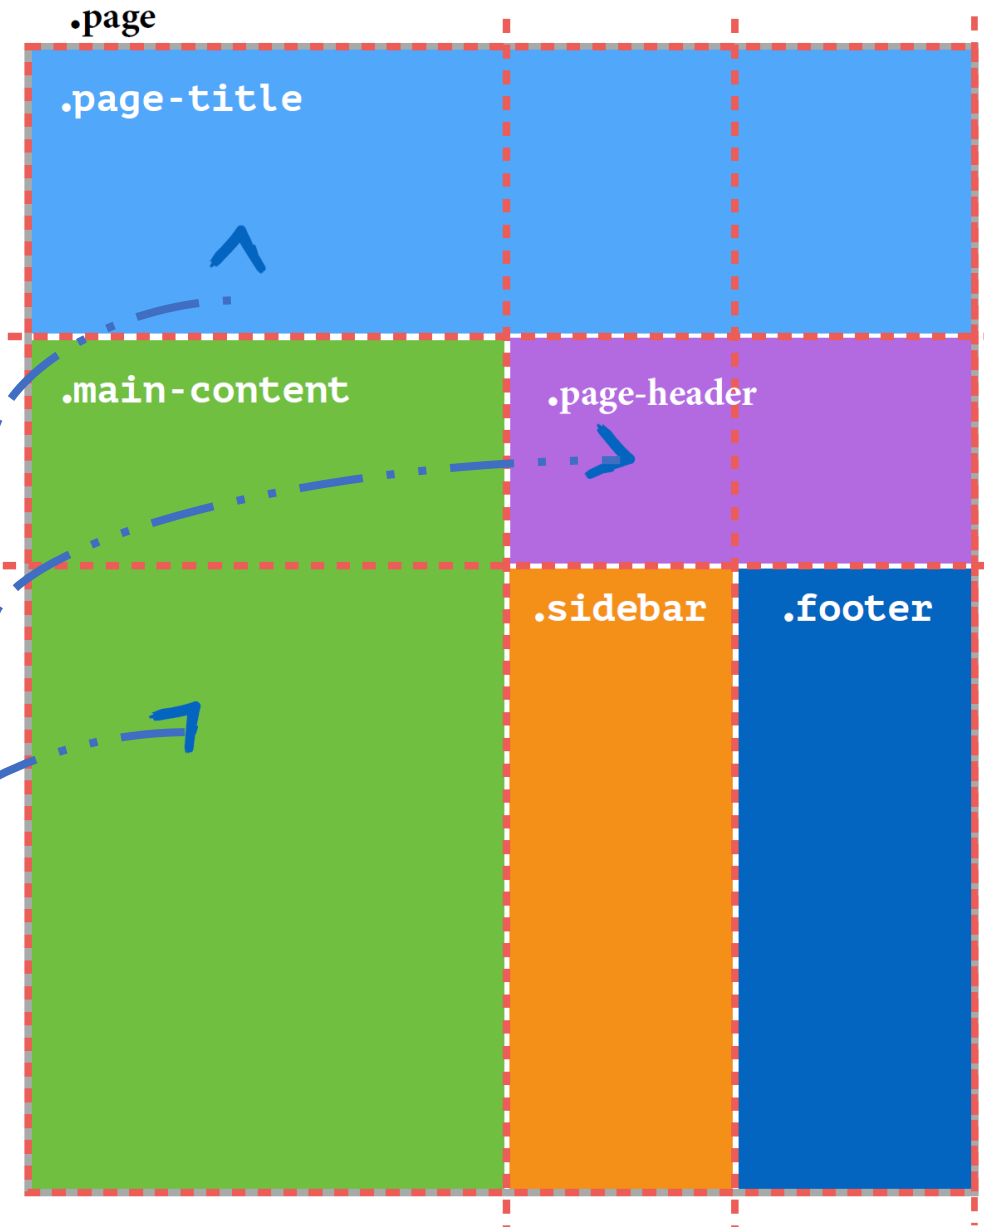 .page
.page-title
.main-content
.page-header
.sidebar
.footer